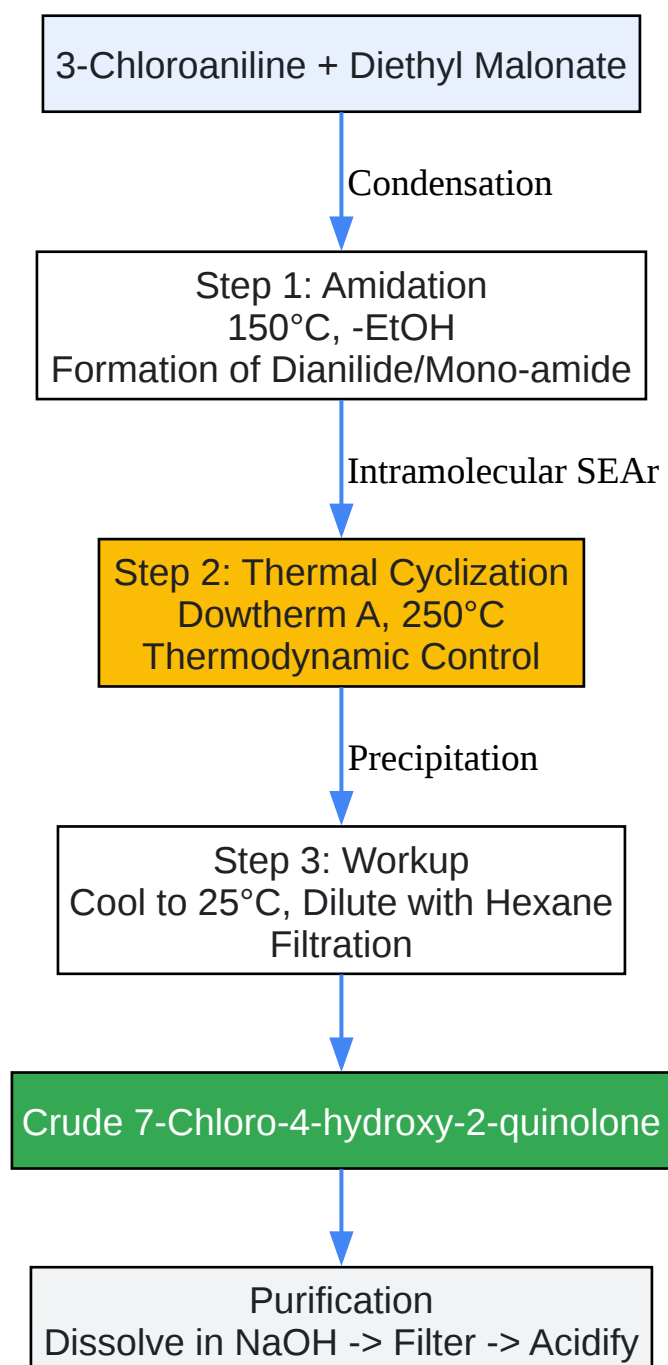 3-Chloroaniline + Diethyl Malonate
Condensation
Step 1: Amidation
150°C, -EtOH
Formation of Dianilide/Mono-amide
Intramolecular SEAr
Step 2: Thermal Cyclization
Dowtherm A, 250°C
Thermodynamic Control
Precipitation
Step 3: Workup
Cool to 25°C, Dilute with Hexane
Filtration
Crude 7-Chloro-4-hydroxy-2-quinolone
Purification
Dissolve in NaOH -> Filter -> Acidify